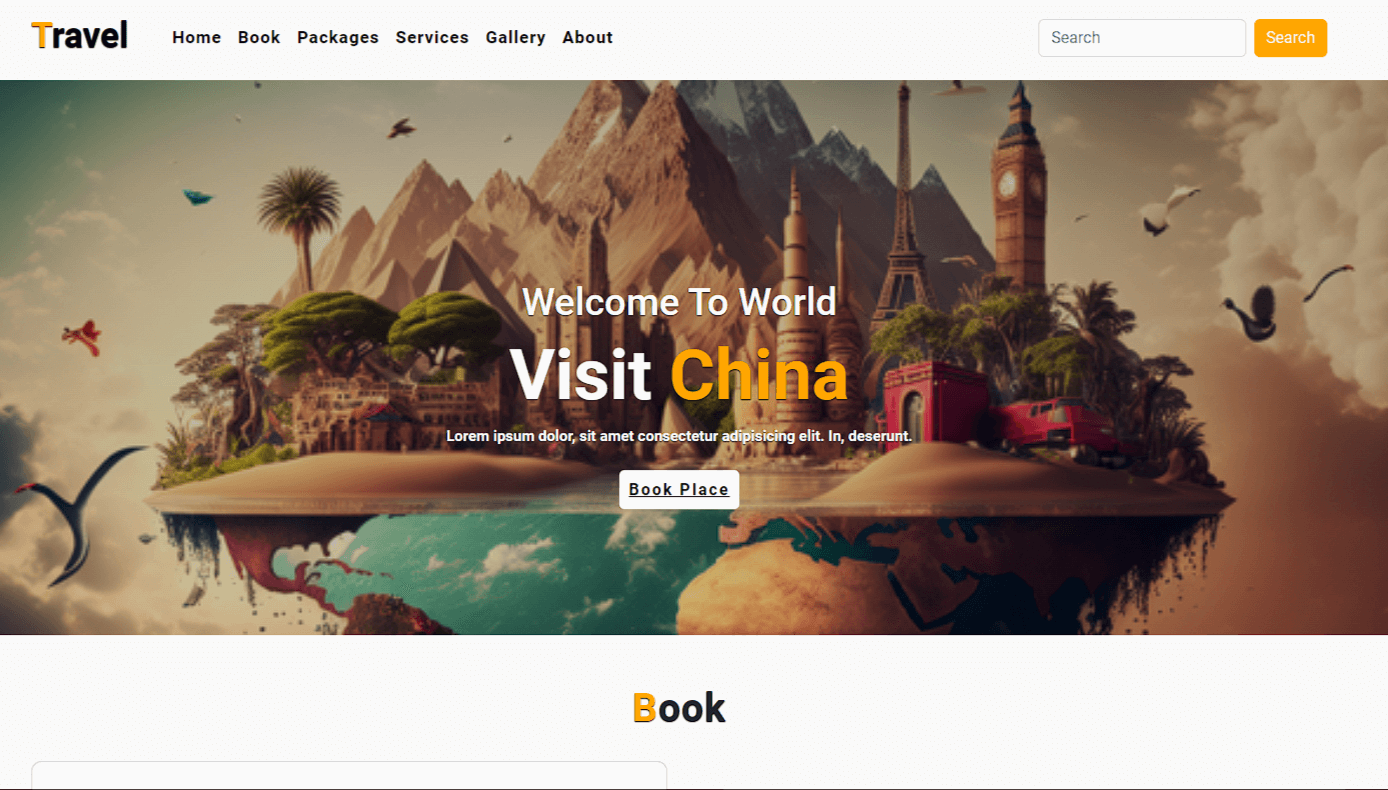 Travel
Home Book Packages Services Gallery About
Search Search
Welcome To World
Visit China
Lorem ipsum dolor, sit amet consectetur adipisicing elit. In, deserunt.
Book Place
Book